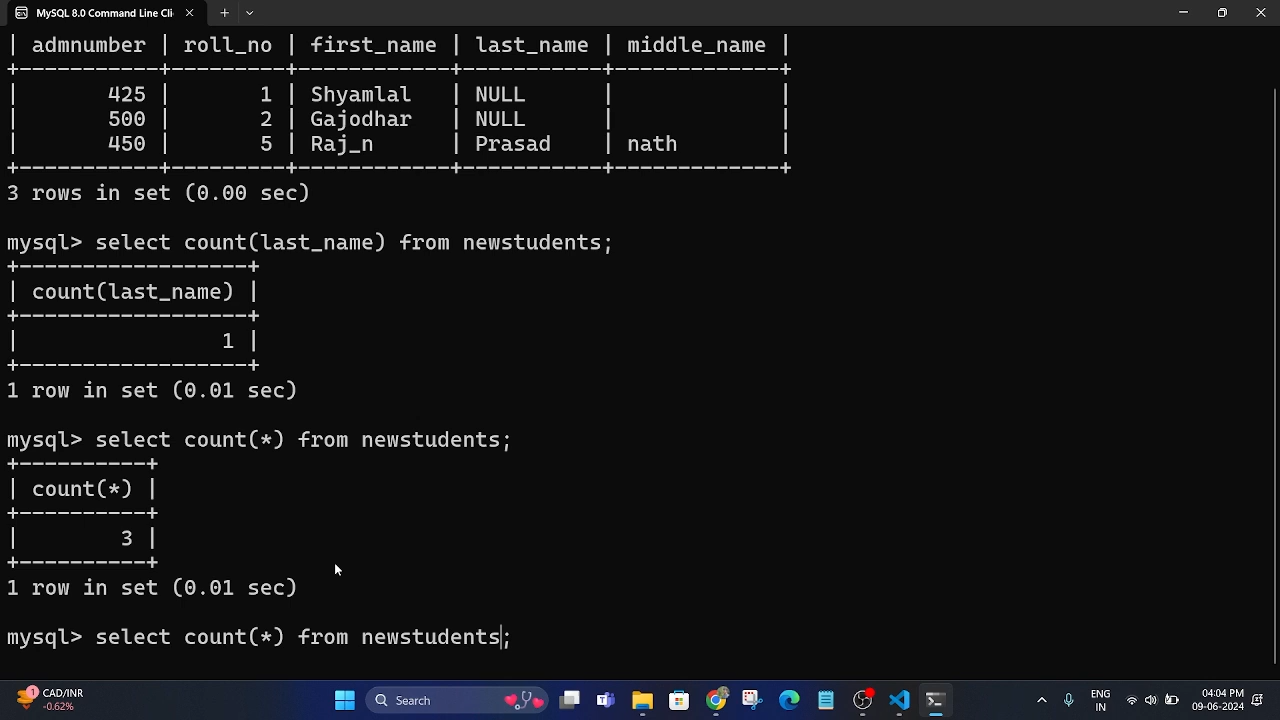 MySQL 8.0 Command Line Cli
| admnumber | roll_no | first_name | last_name | middle_name |
+-----------+---------+------------+-----------+-------------+
|       425 |       1 | Shyamlal   | NULL      |             |
|       500 |       2 | Gajodhar   | NULL      |             |
|       450 |       5 | Raj_n      | Prasad    | nath        |
+-----------+---------+------------+-----------+-------------+
3 rows in set (0.00 sec)
mysql> select count(last_name) from newstudents;
+------------------+
| count(last_name) |
+------------------+
|                1 |
+------------------+
1 row in set (0.01 sec)
mysql> select count(*) from newstudents;
+----------+
| count(*) |
+----------+
|        3 |
+----------+
1 row in set (0.01 sec)
mysql> select count(*) from newstudents;
1 CAD/INR
-0.62%
Search
ENG
IN
04:04 PM
09-06-2024